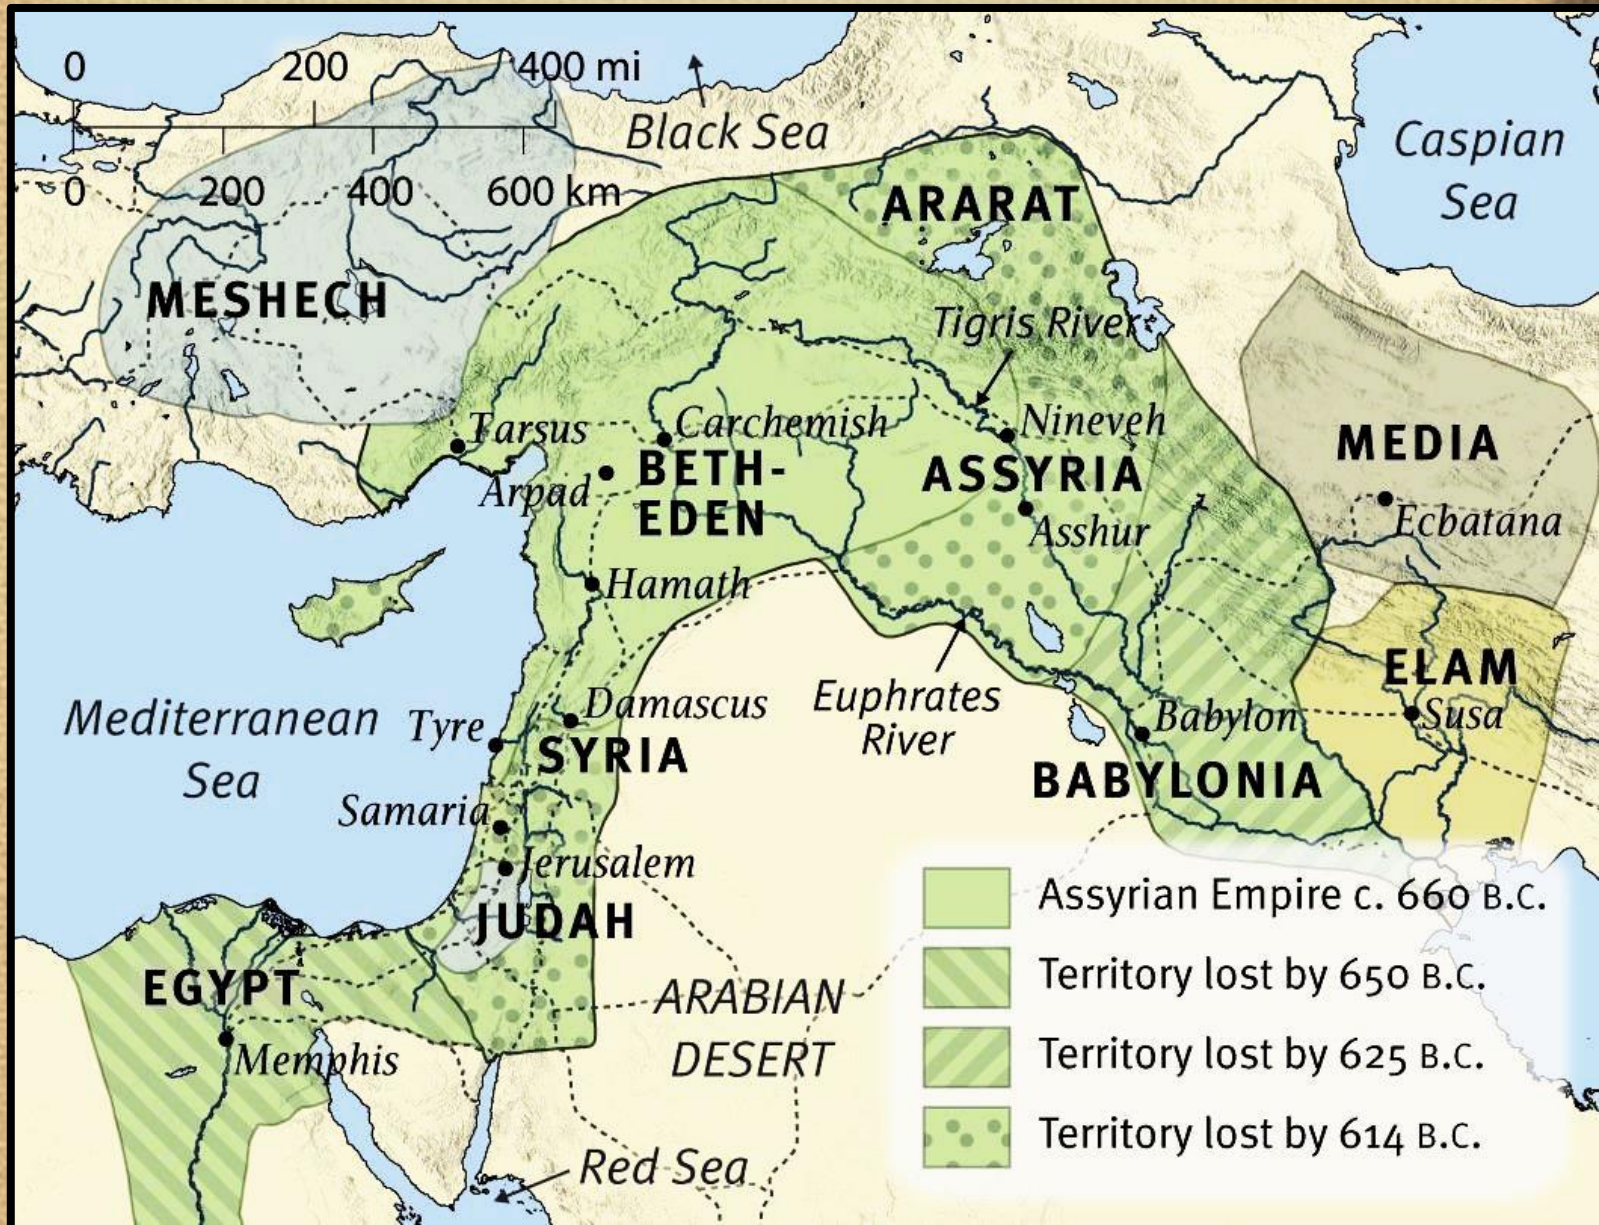 0 200 400 mi
0 200 400 600 km
Black Sea
Caspian
Sea
ARARAT
MESHECH
Tigris River
Tarsus
Carchemish
Nineveh
MEDIA
Arpad
BETH-
EDEN
ASSYRIA
Asshur
Ecbatana
Hamath
ELAM
Mediterranean
Sea
Tyre
Damascus
SYRIA
Euphrates
River
Babylon
Susa
BABYLONIA
Samaria
Jerusalem
JUDAH
EGYPT
Memphis
ARABIAN
DESERT
Red Sea
Assyrian Empire c. 660 B.C.
Territory lost by 650 B.C.
Territory lost by 625 B.C.
Territory lost by 614 B.C.